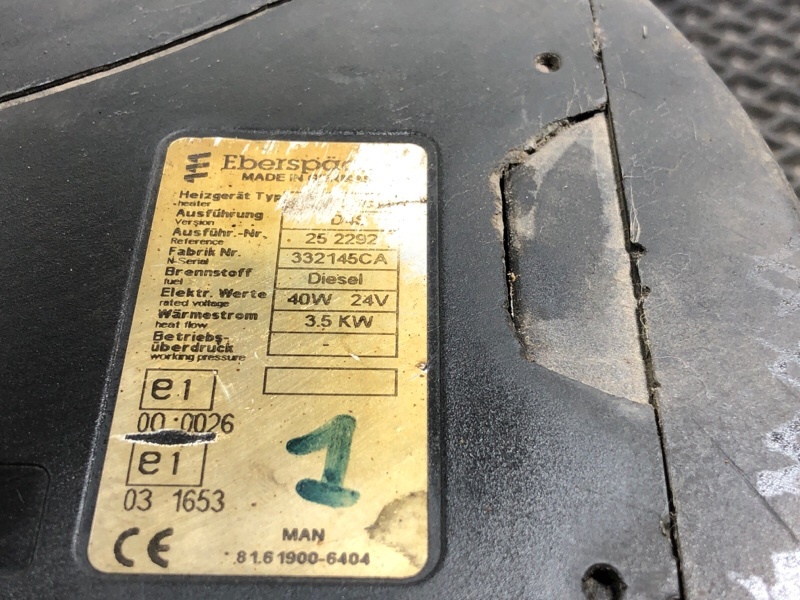 Eberspä
MADE IN
Heizgerät Typ
heater
Ausführung
Version
Ausführ.-Nr.
Reference
25 2292
Fabrik Nr.
N-Serial
332145CA
Brennstoff
fuel
Diesel
Elektr. Werte
rated voltage
40W 24V
Wärmestrom
heat flow
3.5 KW
Betriebs-
überdruck
working pressure
-
e1
00 0026
e1
03 1653
1
CE
MAN
81.61900-6404